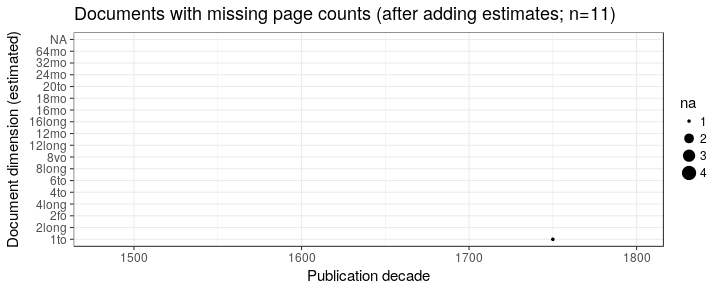 Documents with missing page counts (after adding estimates; n=11)
Document dimension (estimated)
NA
64mo
32mo
24mo
20to
18mo
16mo
16long
12mo
12long
8vo
8long
6to
4to
4long
2fo
2long
1to
1500
1600
1700
1800
Publication decade
na
1
2
3
4